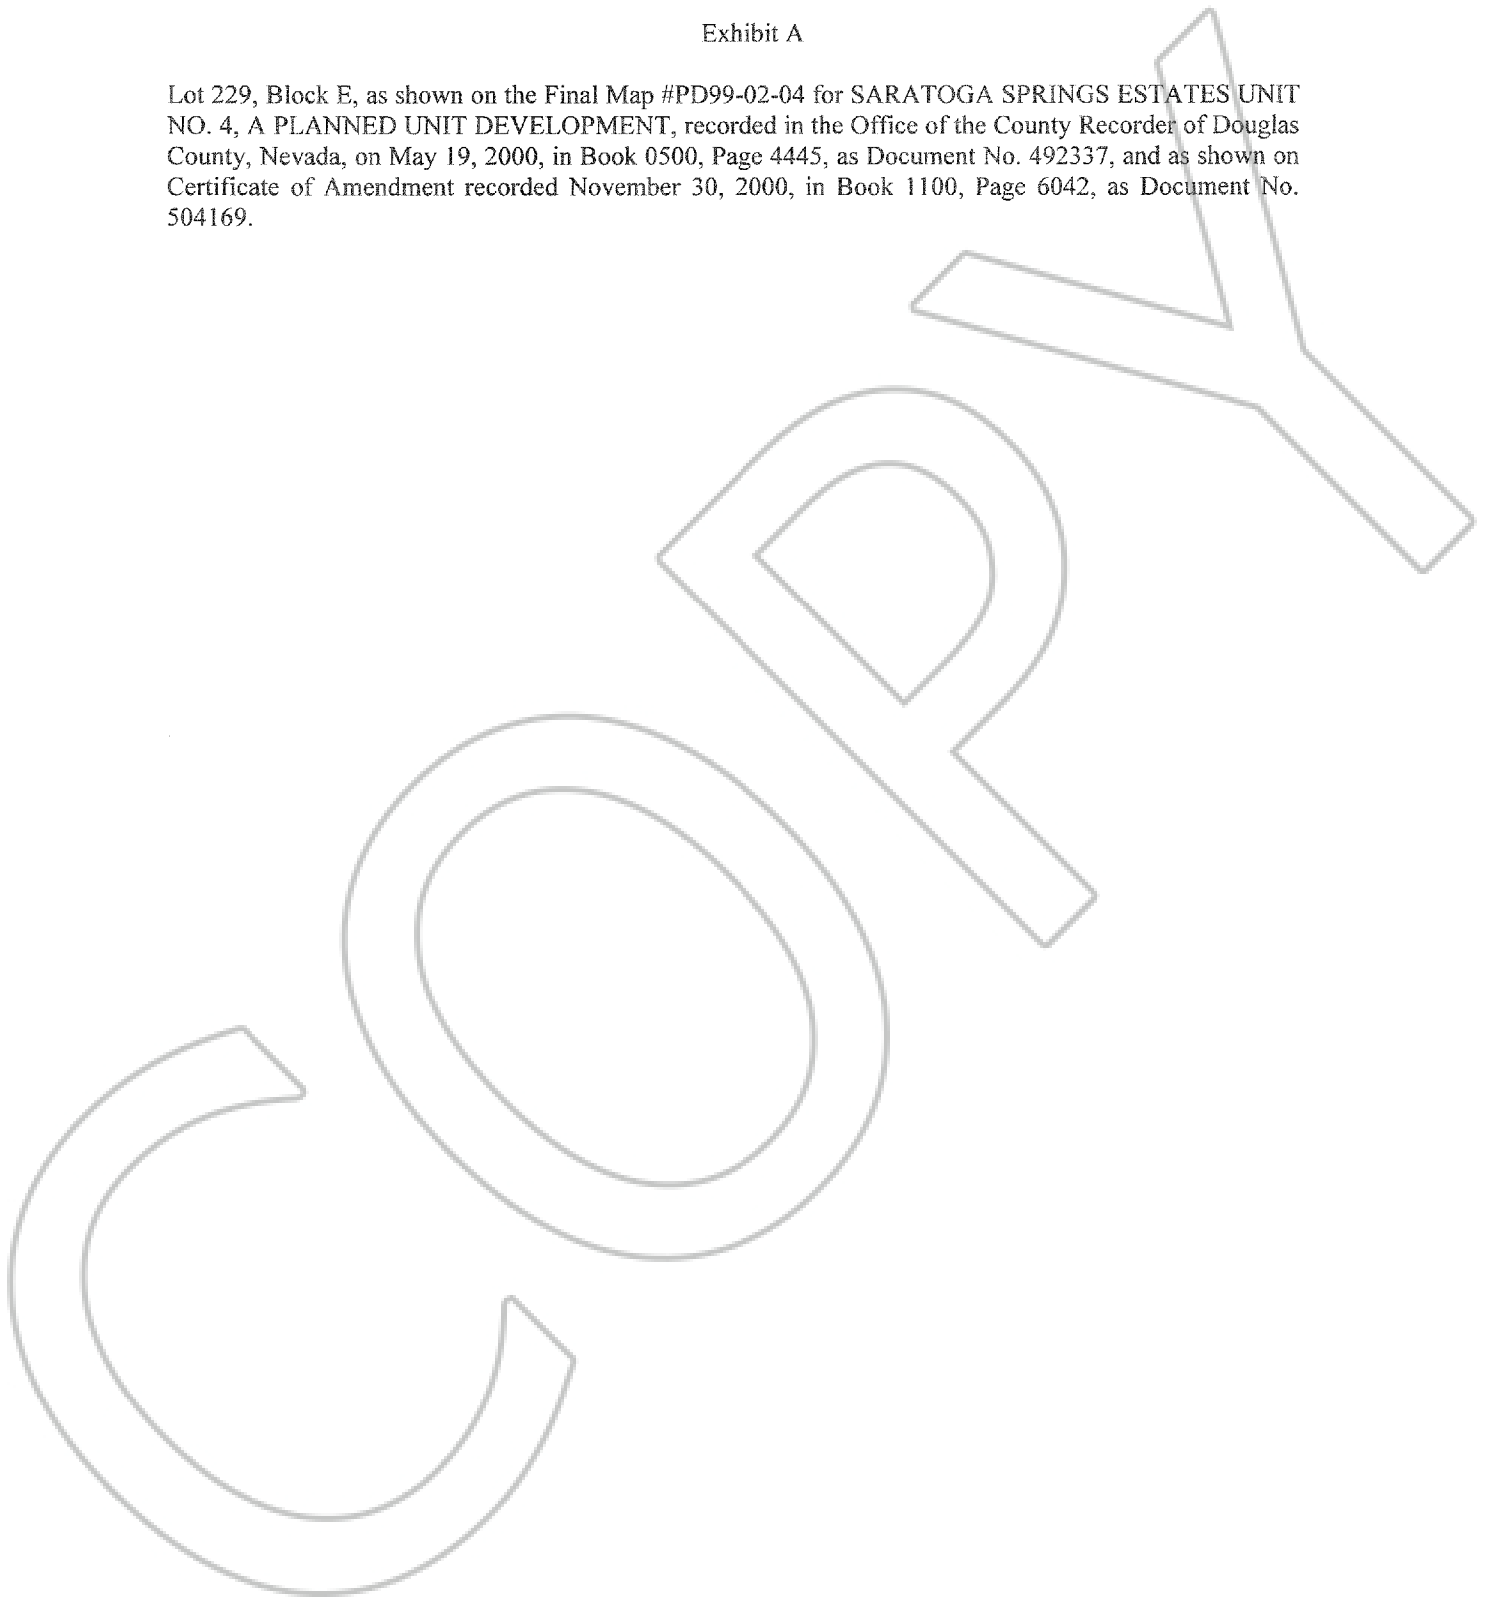 Exhibit A
Lot 229, Block E, as shown on the Final Map #PD99-02-04 for SARATOGA SPRINGS ESTATES UNIT
NO. 4, A PLANNED UNIT DEVELOPMENT, recorded in the Office of the County Recorder of Douglas
County, Nevada, on May 19, 2000, in Book 0500, Page 4445, as Document No. 492337, and as shown on
Certificate of Amendment recorded November 30, 2000, in Book 1100, Page 6042, as Document No.
504169.
COPY